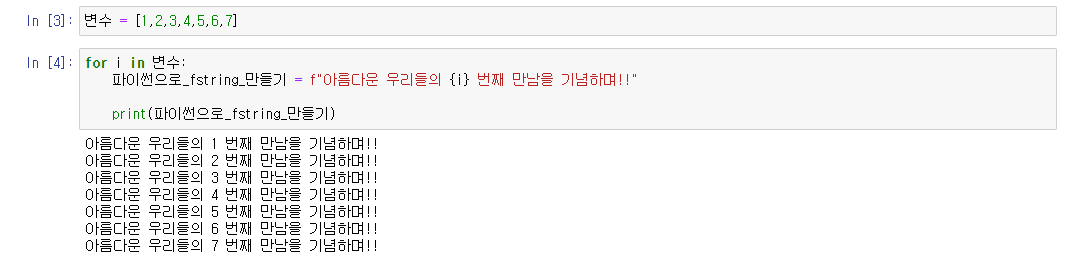 In [3]: 변수 = [1,2,3,4,5,6,7]
In [4]: for i in 변수:
파이썬으로_fstring_만들기 = f"아름다운 우리들의 {i} 번째 만남을 기념하며!!"
print(파이썬으로_fstring_만들기)
아름다운 우리들의 1 번째 만남을 기념하며!!
아름다운 우리들의 2 번째 만남을 기념하며!!
아름다운 우리들의 3 번째 만남을 기념하며!!
아름다운 우리들의 4 번째 만남을 기념하며!!
아름다운 우리들의 5 번째 만남을 기념하며!!
아름다운 우리들의 6 번째 만남을 기념하며!!
아름다운 우리들의 7 번째 만남을 기념하며!!